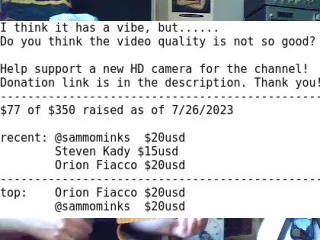 I think it has a vibe, but......
Do you think the video quality is not so good?
Help support a new HD camera for the channel!
Donation link is in the description. Thank you!
$77 of $350 raised as of 7/26/2023
recent: @sammominks $20usd
Steven Kady $15usd
Orion Fiacco $20usd
top: Orion Fiacco $20usd
@sammominks $20usd